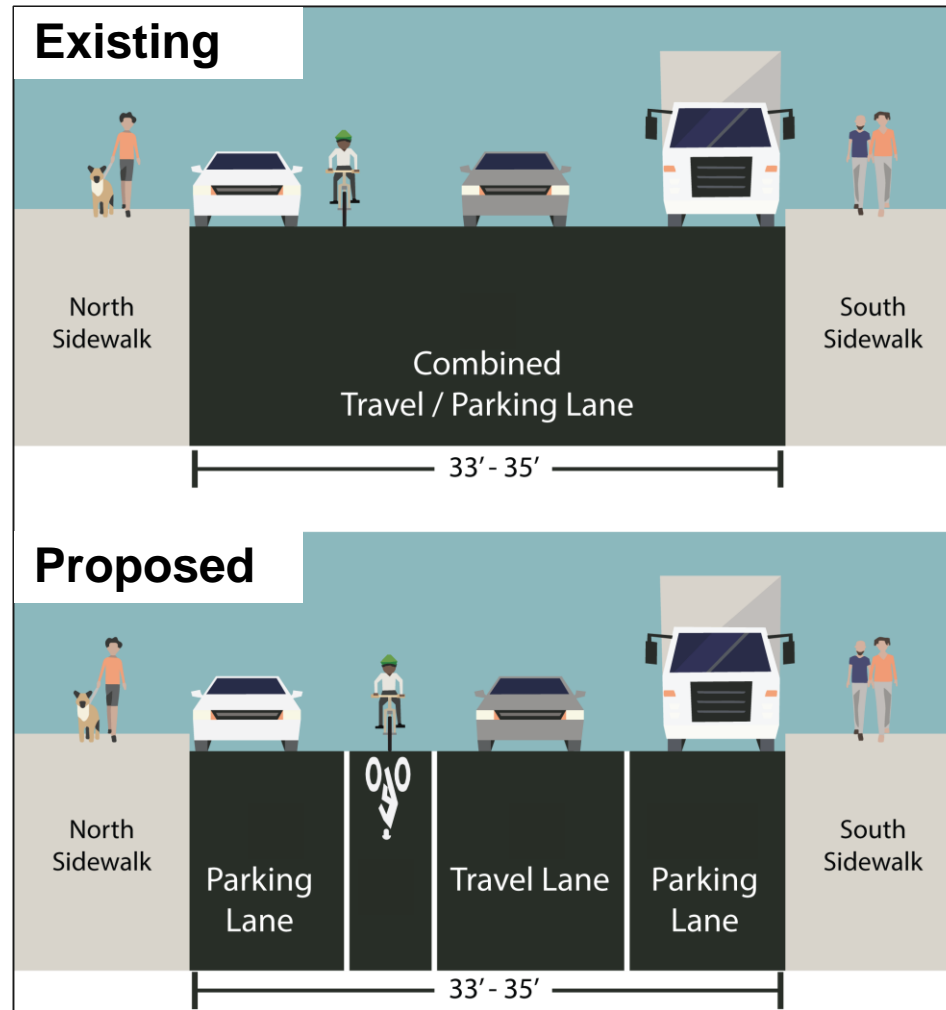 Existing
North
Sidewalk
Combined
Travel / Parking Lane
South
Sidewalk
33' - 35'
Proposed
North
Sidewalk
Parking
Lane
Travel Lane
Parking
Lane
South
Sidewalk
33' - 35'